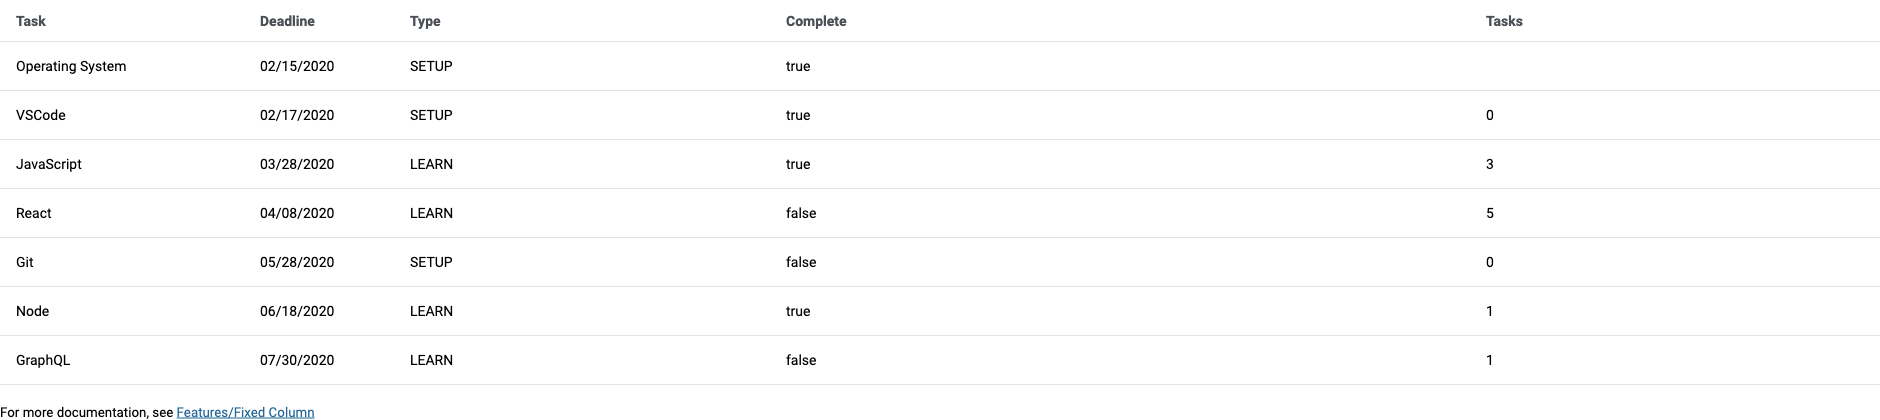 Task Deadline Type Complete Tasks
Operating System 02/15/2020 SETUP true
VSCode 02/17/2020 SETUP true 0
JavaScript 03/28/2020 LEARN true 3
React 04/08/2020 LEARN false 5
Git 05/28/2020 SETUP false 0
Node 06/18/2020 LEARN true 1
GraphQL 07/30/2020 LEARN false 1
For more documentation, see Features/Fixed Column